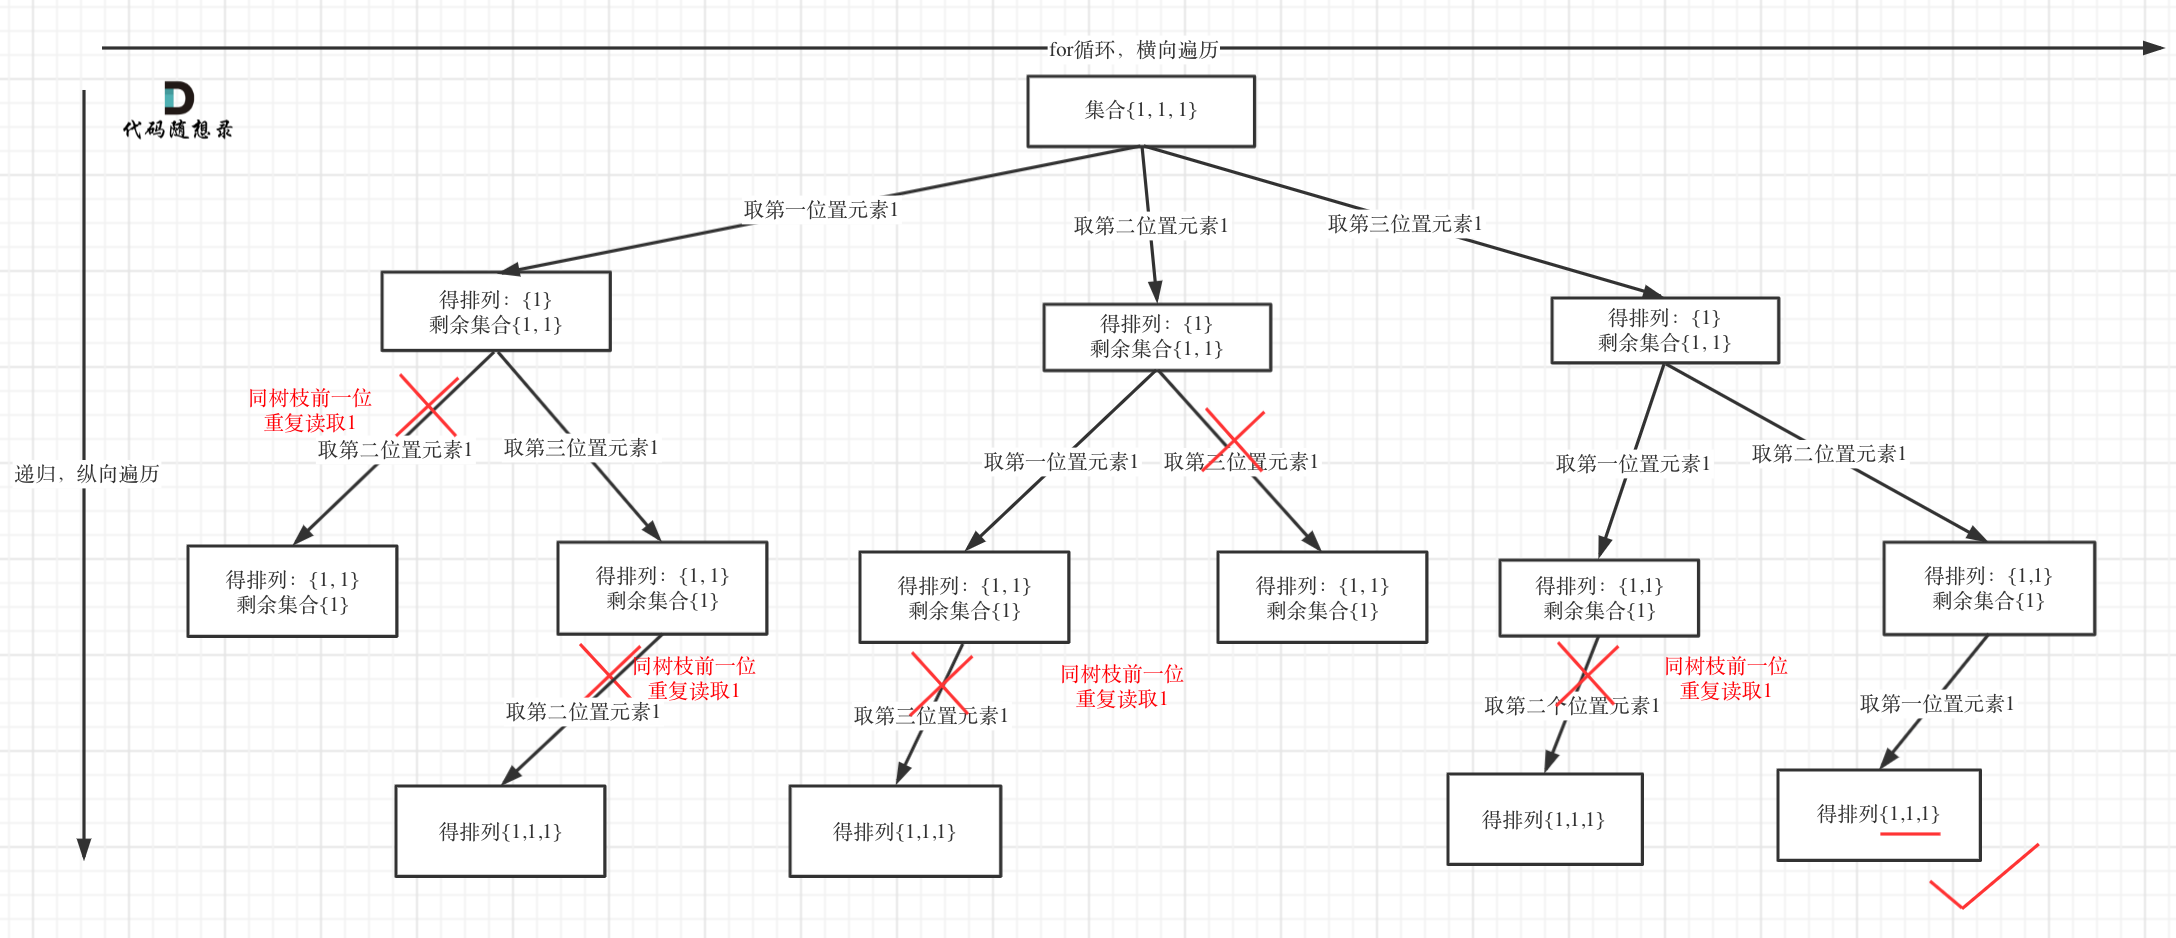 for循环，横向遍历
代码随想录
集合{1, 1, 1}
取第一位置元素1
取第二位置元素1
取第三位置元素1
得排列：{1}
剩余集合{1, 1}
得排列：{1}
剩余集合{1, 1}
得排列：{1}
剩余集合{1, 1}
同树枝前一位
重复读取1
取第二位置元素1
取第三位置元素1
取第一位置元素1
取第三位置元素1
取第一位置元素1
取第二位置元素1
递归，纵向遍历
得排列：{1, 1}
剩余集合{1}
得排列：{1, 1}
剩余集合{1}
得排列：{1, 1}
剩余集合{1}
得排列：{1, 1}
剩余集合{1}
得排列：{1,1}
剩余集合{1}
得排列：{1,1}
剩余集合{1}
同树枝前一位
重复读取1
同树枝前一位
重复读取1
同树枝前一位
重复读取1
取第二位置元素1
取第三位置元素1
取第二个位置元素1
取第一位置元素1
得排列{1,1,1}
得排列{1,1,1}
得排列{1,1,1}
得排列{1,1,1}